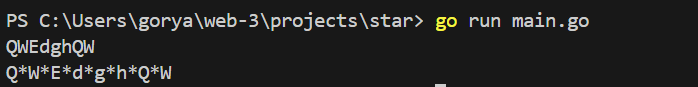 PS C:\Users\gorya\web-3\projects\star> go run main.go
QWEdghQW
Q*W*E*d*g*h*Q*W